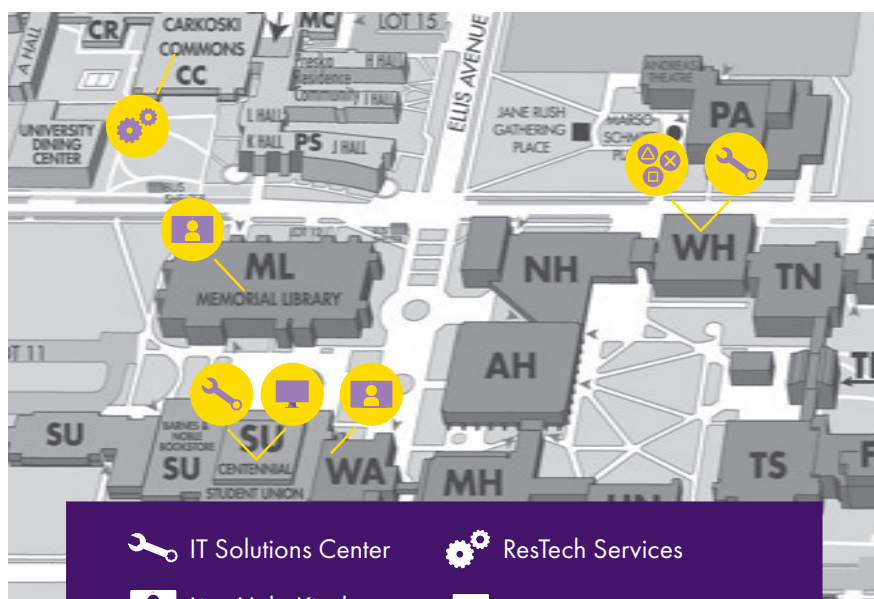 CR
CARKOSKI
COMMONS
CC
A HALL
MC
LOT 15
H HALL
Residence
Community I HALL
L HALL
K HALL PS J HALL
ELLIS AVENUE
UNIVERSITY
DINING
CENTER
JANE RUSH
GATHERING
PLACE
ANDREAS
THEATRE
PA
BUS
ML
MEMORIAL LIBRARY
NH
WH
TN
AH
SU
BARNES &
NOBLE
BOOKSTORE
SU
SU
CENTENNIAL
STUDENT UNION
WA
MH
TS
IT Solutions Center
ResTech Services